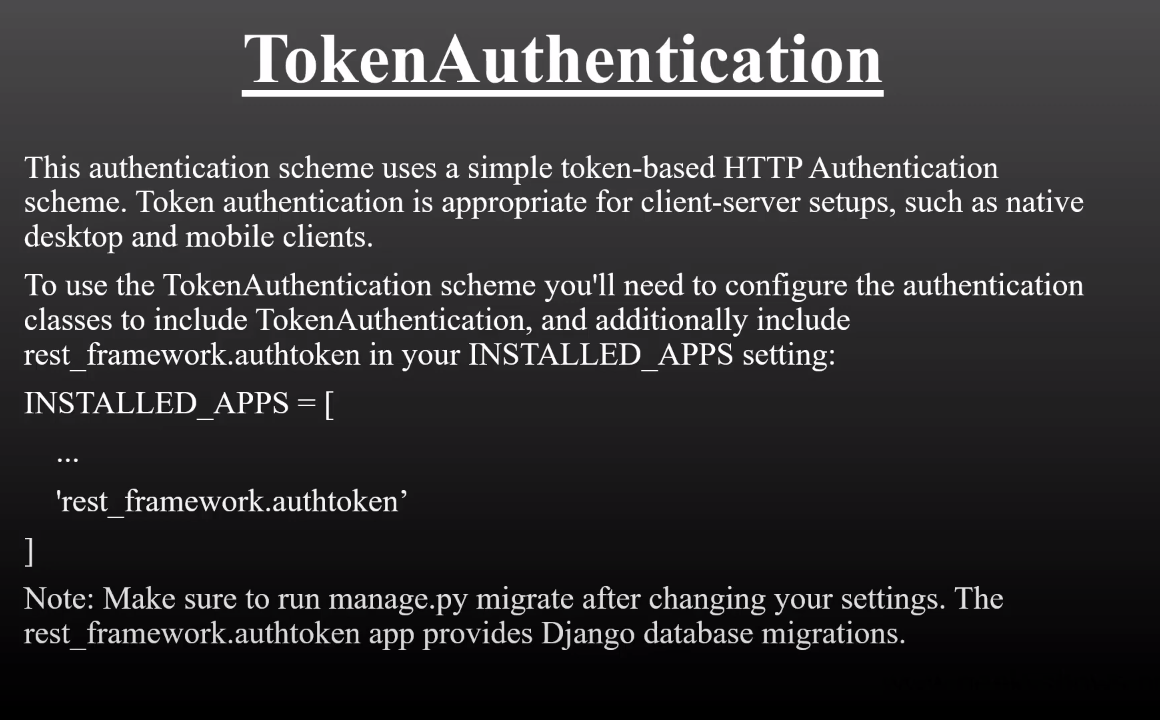 TokenAuthentication
This authentication scheme uses a simple token-based HTTP Authentication
scheme. Token authentication is appropriate for client-server setups, such as native
desktop and mobile clients.
To use the TokenAuthentication scheme you'll need to configure the authentication
classes to include TokenAuthentication, and additionally include
rest_framework.authtoken in your INSTALLED_APPS setting:
INSTALLED_APPS = [
...
'rest_framework.authtoken’
]
Note: Make sure to run manage.py migrate after changing your settings. The
rest_framework.authtoken app provides Django database migrations.